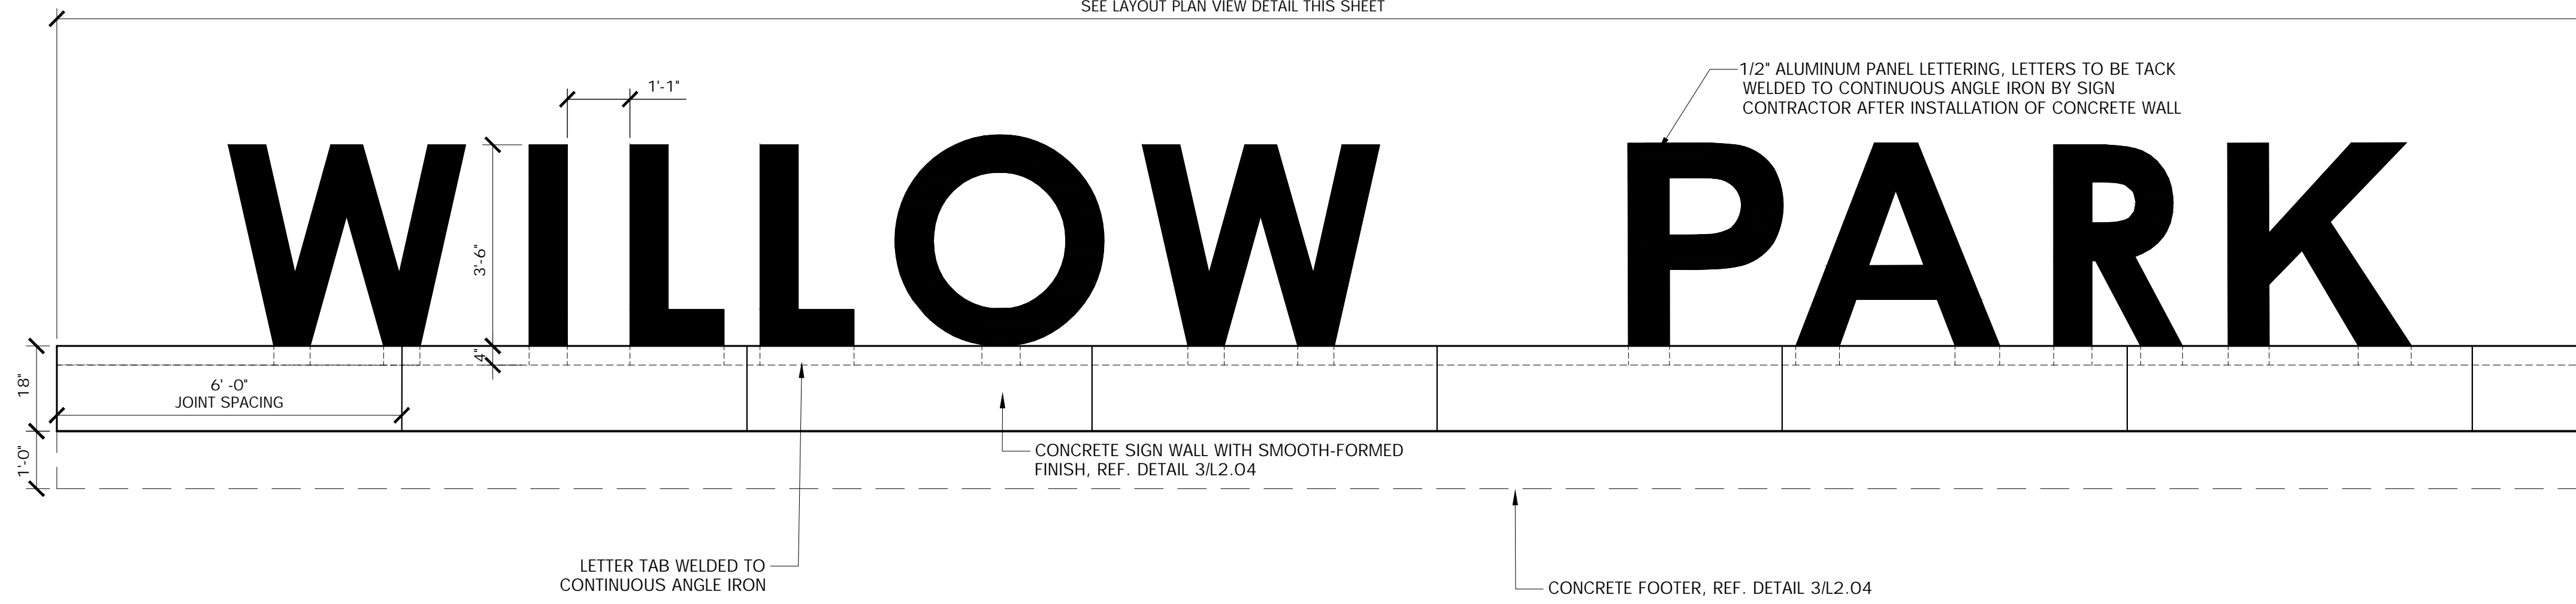 SEE LAYOUT PLAN VIEW DETAIL THIS SHEET
1/2" ALUMINUM PANEL LETTERING, LETTERS TO BE TACK
WELDED TO CONTINUOUS ANGLE IRON BY SIGN
CONTRACTOR AFTER INSTALLATION OF CONCRETE WALL
1'-1"
WILLOW PARK
3'-6"
4"
18"
6' -0"
JOINT SPACING
1'-0"
CONCRETE SIGN WALL WITH SMOOTH-FORMED
FINISH, REF. DETAIL 3/L2.04
LETTER TAB WELDED TO
CONTINUOUS ANGLE IRON
CONCRETE FOOTER, REF. DETAIL 3/L2.04